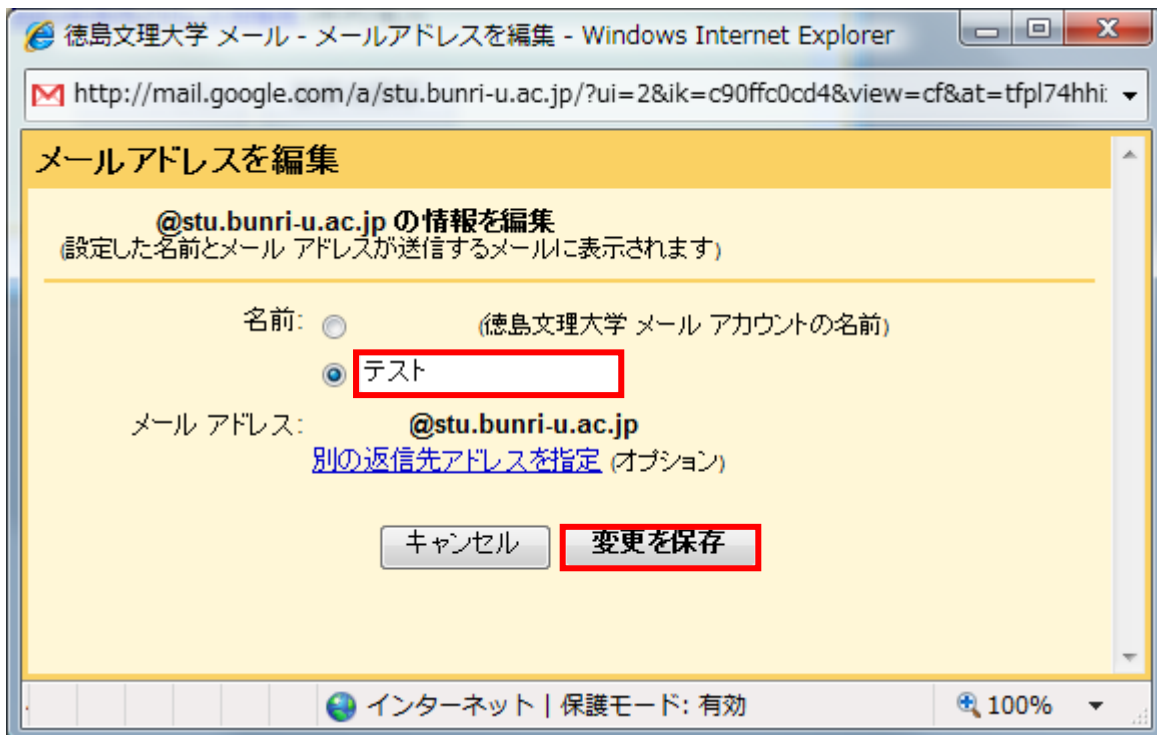 徳島文理大学 メール - メールアドレスを編集 - Windows Internet Explorer
http://mail.google.com/a/stu.bunri-u.ac.jp/?ui=2&ik=c90ffc0cd4&view=cf&at=tfpl74hhi:
メールアドレスを編集
@stu.bunri-u.ac.jp の情報を編集
(設定した名前とメール アドレスが送信するメールに表示されます)
名前: (徳島文理大学 メール アカウントの名前)
テスト
メール アドレス: @stu.bunri-u.ac.jp
別の返信先アドレスを指定 (オプション)
キャンセル 変更を保存
インターネット | 保護モード: 有効 100%